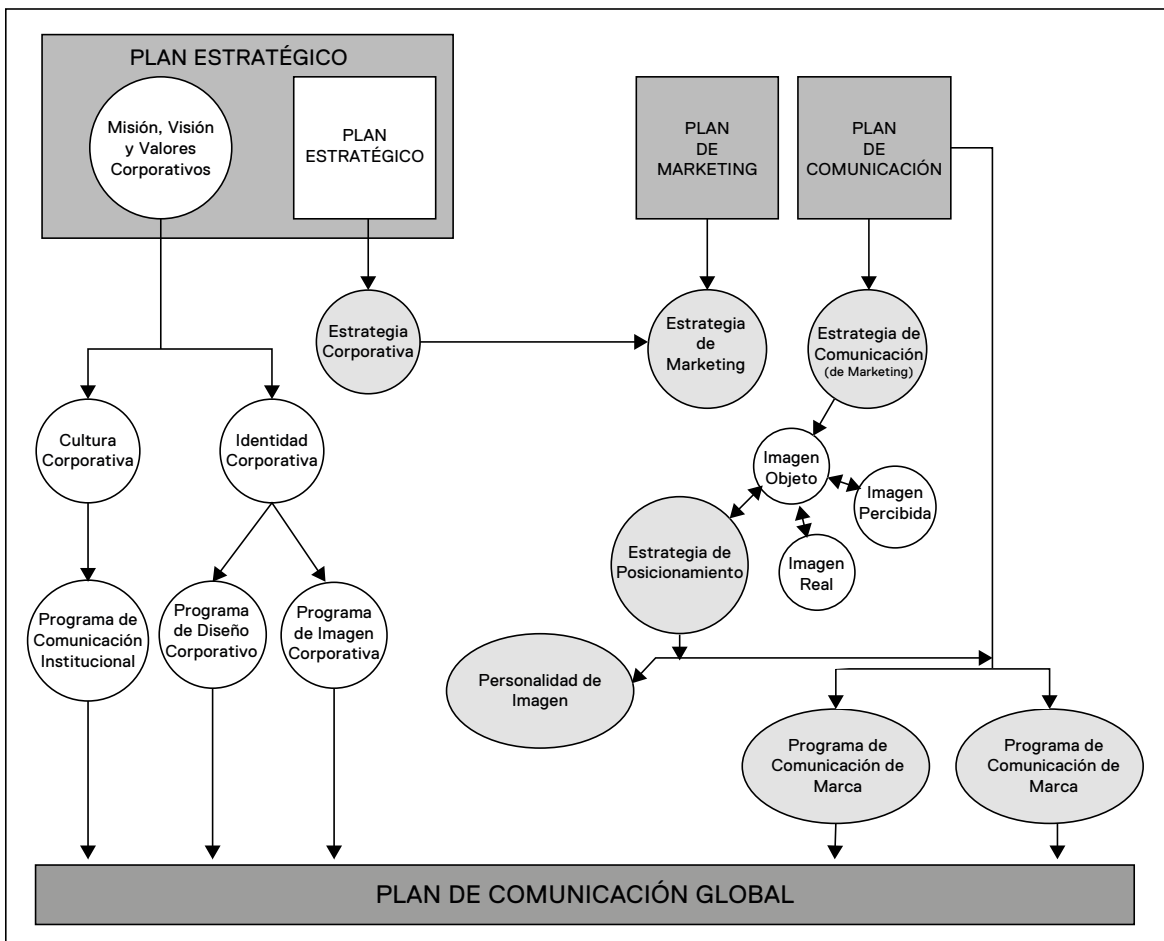 PLAN ESTRATÉGICO
Misión, Visión
y Valores
Corporativos
PLAN
ESTRATÉGICO
PLAN
DE
MARKETING
PLAN
DE
COMUNICACIÓN
Estrategia
Corporativa
Estrategia
de
Marketing
Estrategia de
Comunicación
(de Marketing)
Cultura
Corporativa
Identidad
Corporativa
Imagen
Objeto
Imagen
Percibida
Estrategia de
Posicionamiento
Imagen
Real
Programa de
Comunicación
Institucional
Programa
de Diseño
Corporativo
Programa
de Imagen
Corporativa
Personalidad de
Imagen
Programa de
Comunicación de
Marca
Programa de
Comunicación de
Marca
PLAN DE COMUNICACIÓN GLOBAL